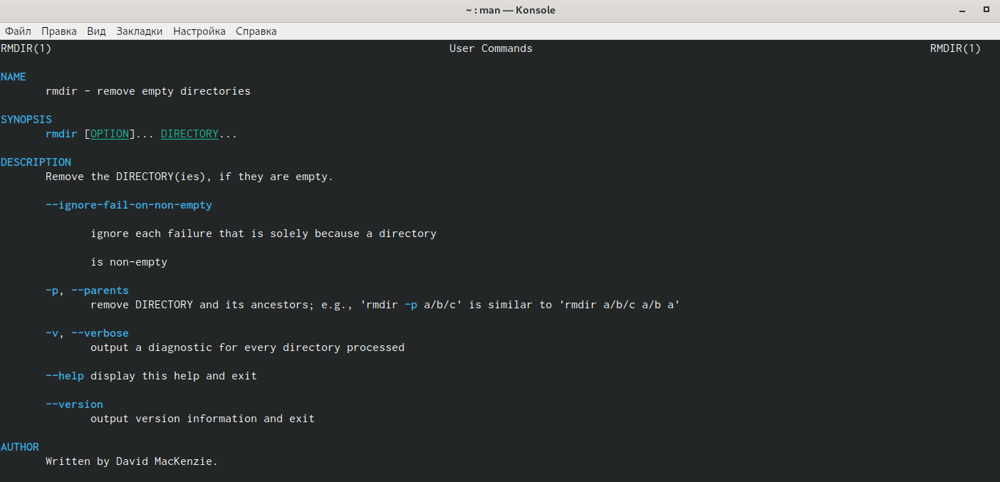 ~ : man — Konsole
Файл Правка Вид Закладки Настройка Справка
RMDIR(1) User Commands RMDIR(1)
NAME
rmdir - remove empty directories
SYNOPSIS
rmdir [OPTION]... DIRECTORY...
DESCRIPTION
Remove the DIRECTORY(ies), if they are empty.
--ignore-fail-on-non-empty
ignore each failure that is solely because a directory
is non-empty
-p, --parents
remove DIRECTORY and its ancestors; e.g., 'rmdir -p a/b/c' is similar to 'rmdir a/b/c a/b a'
-v, --verbose
output a diagnostic for every directory processed
--help display this help and exit
--version
output version information and exit
AUTHOR
Written by David MacKenzie.